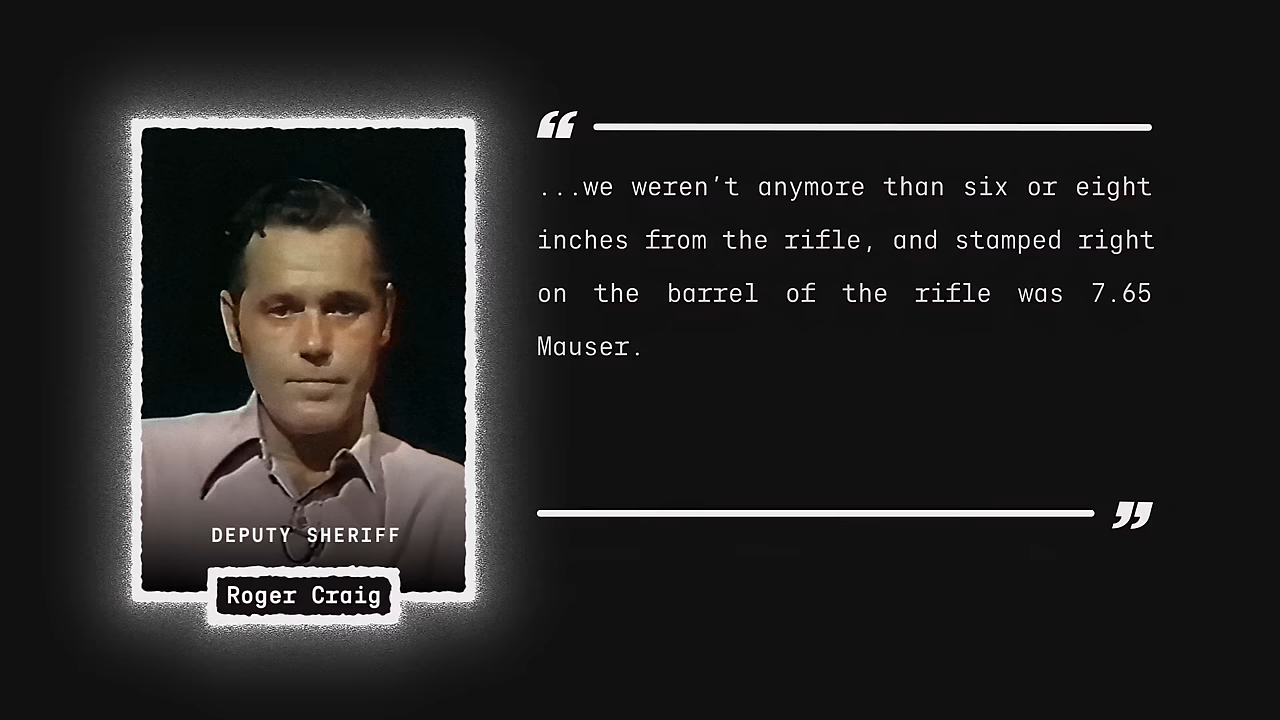 “
...we weren’t anymore than six or eight
inches from the rifle, and stamped right
on the barrel of the rifle was 7.65
Mauser.
”
DEPUTY SHERIFF
Roger Craig